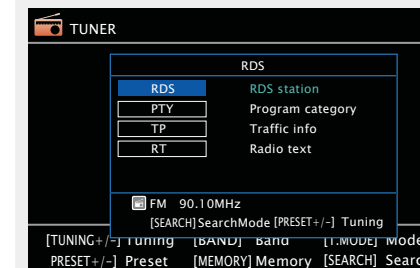 TUNER
RDS
RDS RDS station
PTY Program category
TP Traffic info
RT Radio text
FM 90.10MHz
[SEARCH] SearchMode [PRESET+/-] Tuning
[TUNING+/-] Tuning [BAND] Band [T.MODE] Mode
PRESET+/-] Preset [MEMORY] Memory [SEARCH] Searc